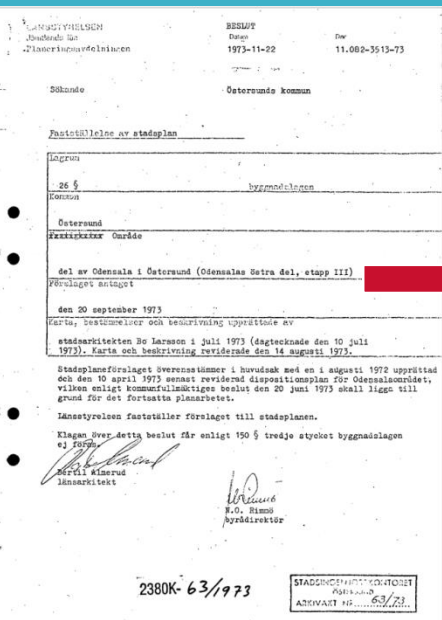 LÄNSSTYRELSEN
Jämtlands län
Planeringsavdelningen
BESLUT
Datum
1973-11-22
Dnr
11.082-3513-73
Sökande
Östersunds kommun
Fastställelse av stadsplan
Lagrum
26 § byggnadslagen
Kommun
Östersund
Fastigheter Område
del av Odensala i Östersund (Odensalas östra del, etapp III)
Förslaget antaget
den 20 september 1973
Karta, bestämmelser och beskrivning upprättade av
stadsarkitekten Bo Larsson i juli 1973 (dagtecknade den 10 juli
1973). Karta och beskrivning reviderade den 14 augusti 1973.
Stadsplaneförslaget överensstämmer i huvudsak med en i augusti 1972 upprättad
och den 10 april 1973 senast reviderad dispositionsplan för Odensalaområdet,
vilken enligt kommunfullmäktiges beslut den 20 juni 1973 skall ligga till
grund för det fortsatta planarbetet.
Länsstyrelsen fastställer förslaget till stadsplan.
Klagan över detta beslut får enligt 150 § tredje stycket byggnadslagen
ej föras.
Bertil Almerud
länsarkitekt
N.O. Rimmö
byrådirektör
2380K- 63/1973
STADSINGENJÖRSKONTORET
ÖSTERSUND
ARKIVAKT NR 63/73